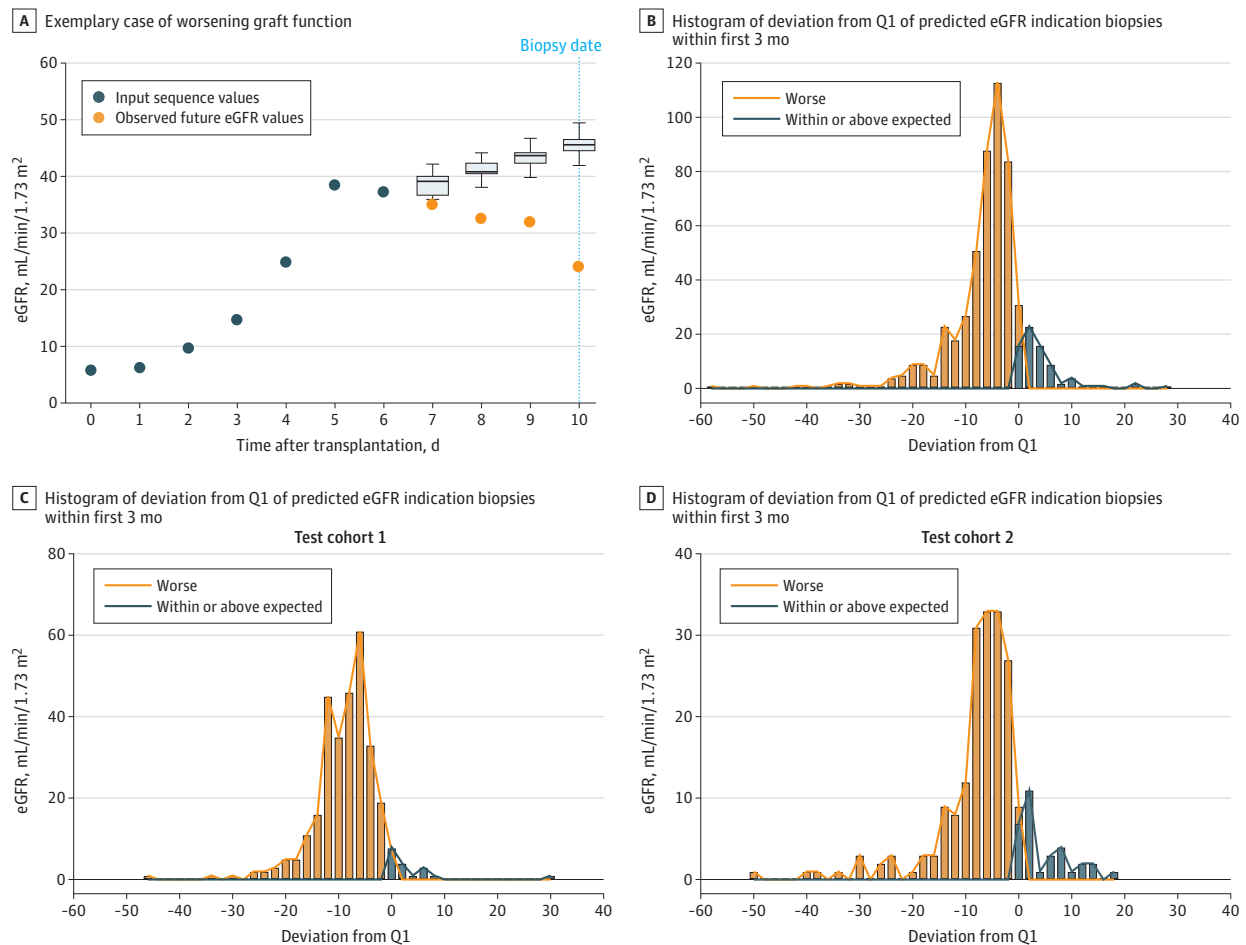 A Exemplary case of worsening graft function
Biopsy date
60
50
40
30
20
10
0
eGFR, mL/min/1.73 m2
Input sequence values
Observed future eGFR values
0 1 2 3 4 5 6 7 8 9 10
Time after transplantation, d
B Histogram of deviation from Q1 of predicted eGFR indication biopsies
within first 3 mo
120
100
80
60
40
20
0
eGFR, mL/min/1.73 m2
Worse
Within or above expected
-60 -50 -40 -30 -20 -10 0 10 20 30 40
Deviation from Q1
C Histogram of deviation from Q1 of predicted eGFR indication biopsies
within first 3 mo
Test cohort 1
80
60
40
20
0
eGFR, mL/min/1.73 m2
Worse
Within or above expected
-60 -50 -40 -30 -20 -10 0 10 20 30 40
Deviation from Q1
D Histogram of deviation from Q1 of predicted eGFR indication biopsies
within first 3 mo
Test cohort 2
40
30
20
10
0
eGFR, mL/min/1.73 m2
Worse
Within or above expected
-60 -50 -40 -30 -20 -10 0 10 20 30 40
Deviation from Q1